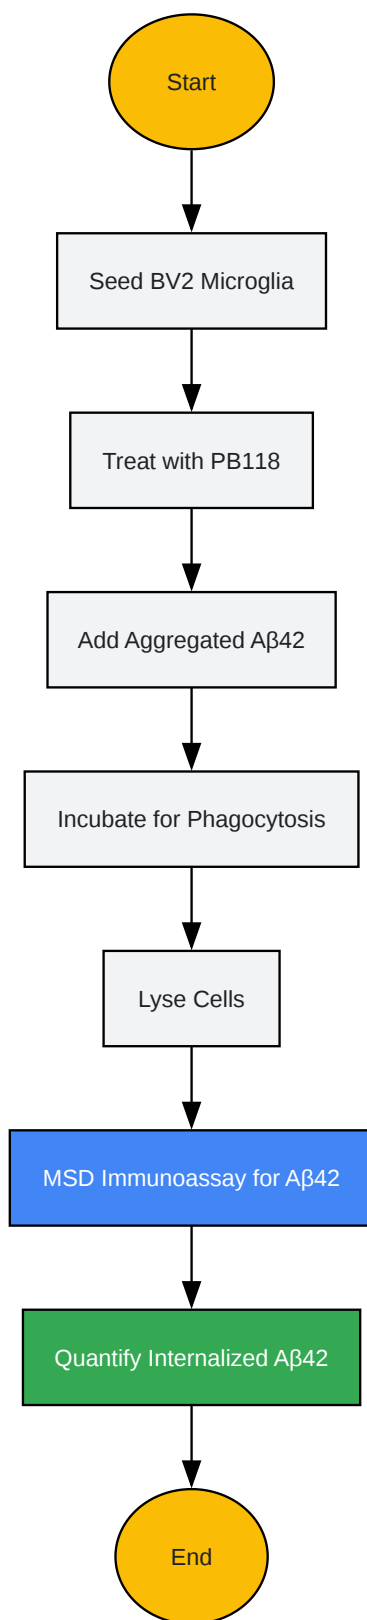 Start
Seed BV2 Microglia
Treat with PB118
Add Aggregated Aβ42
Incubate for Phagocytosis
Lyse Cells
MSD Immunoassay for Aβ42
Quantify Internalized Aβ42
End